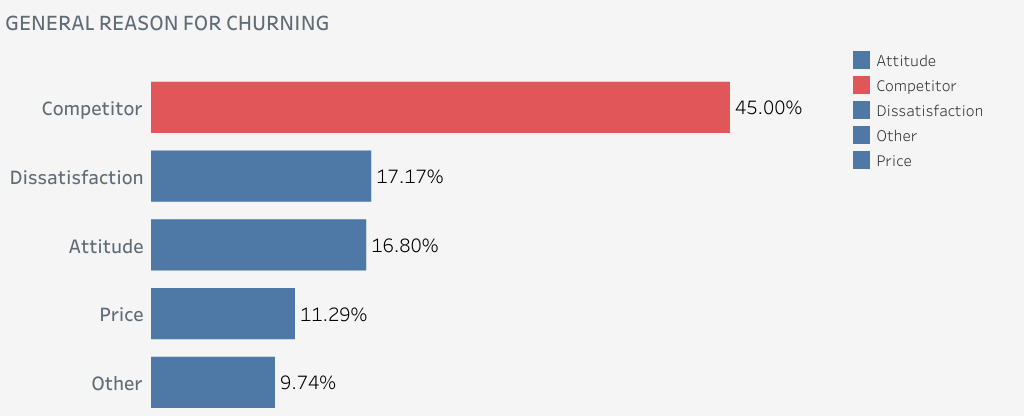 GENERAL REASON FOR CHURNING
Competitor 45.00%
Dissatisfaction 17.17%
Attitude 16.80%
Price 11.29%
Other 9.74%
Attitude
Competitor
Dissatisfaction
Other
Price